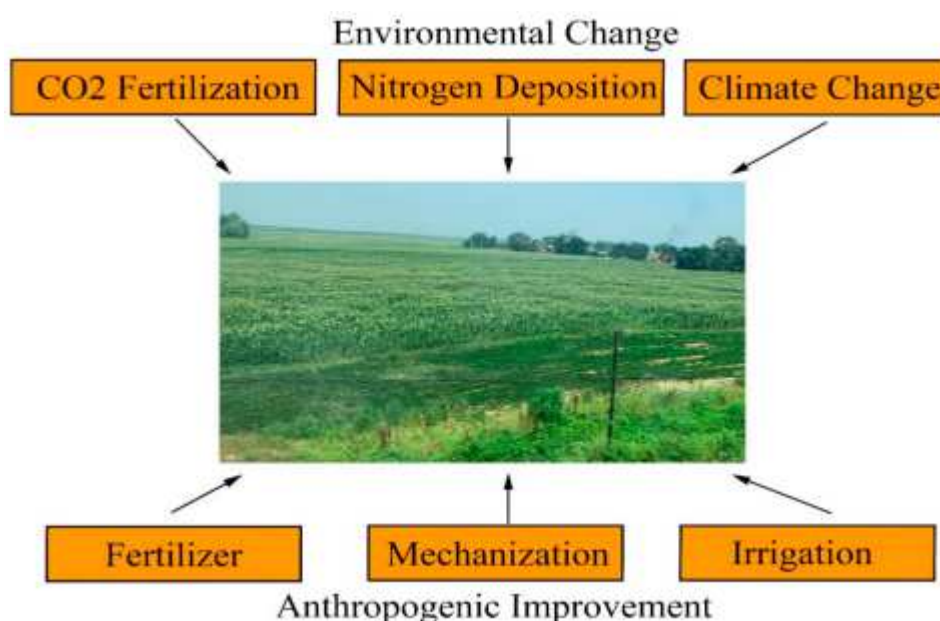 Environmental Change
CO2 Fertilization
Nitrogen Deposition
Climate Change
Fertilizer
Mechanization
Irrigation
Anthropogenic Improvement